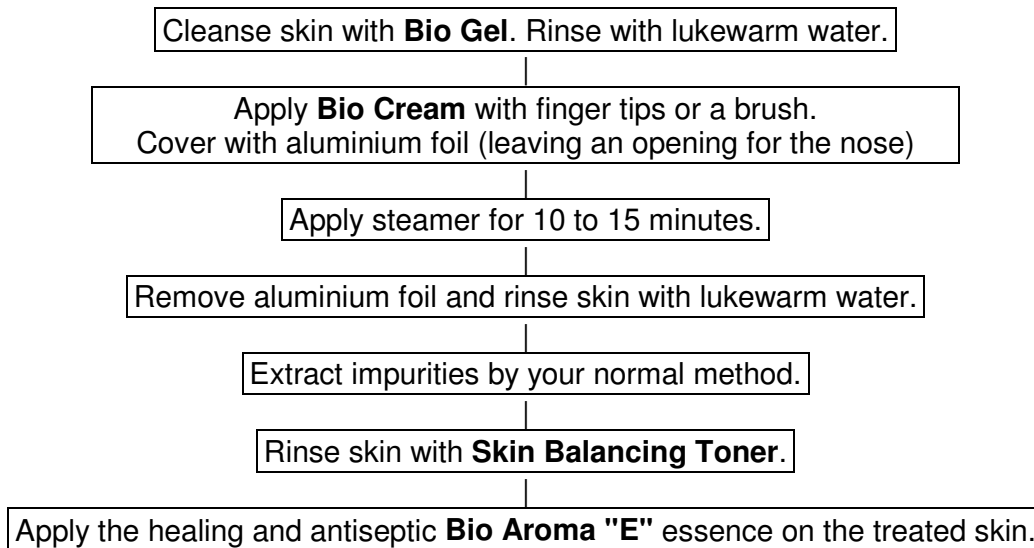 Cleanse skin with Bio Gel. Rinse with lukewarm water.
Apply Bio Cream with finger tips or a brush.
Cover with aluminium foil (leaving an opening for the nose)
Apply steamer for 10 to 15 minutes.
Remove aluminium foil and rinse skin with lukewarm water.
Extract impurities by your normal method.
Rinse skin with Skin Balancing Toner.
Apply the healing and antiseptic Bio Aroma "E" essence on the treated skin.